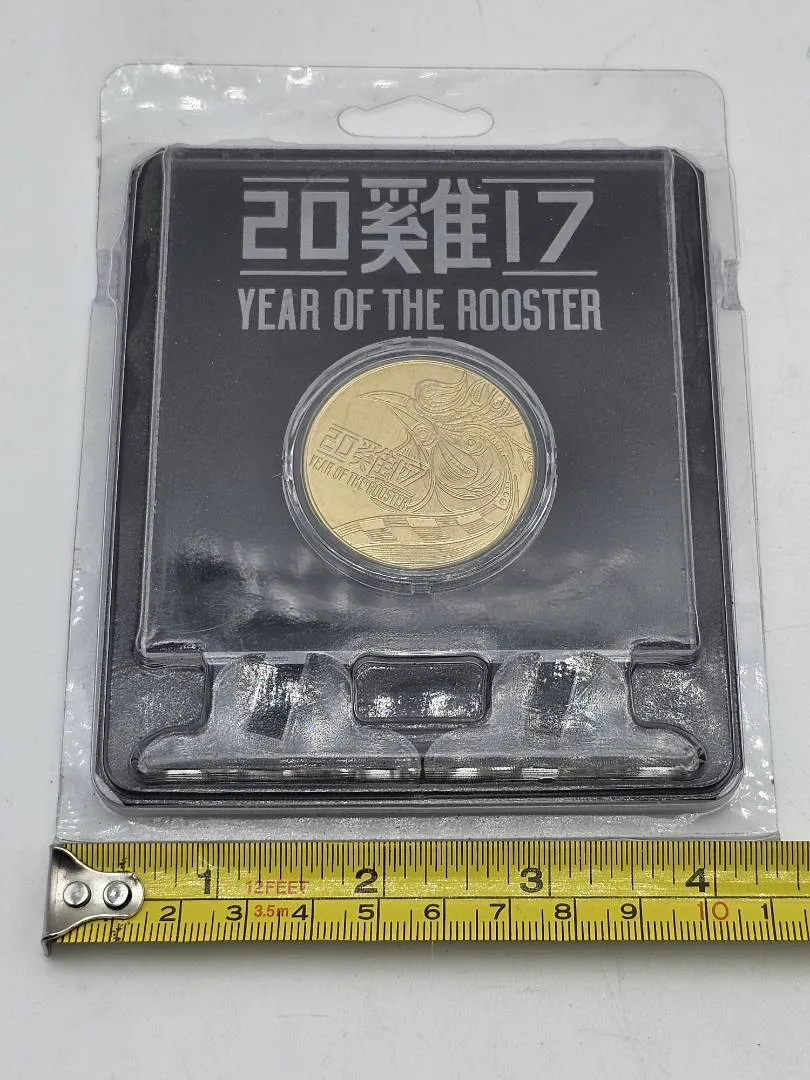 20雞17
YEAR OF THE ROOSTER
20雞17
YEAR OF THE ROOSTER
1 2 3 4
12FEET
3.5m
2 3 4 5 6 7 8 9 10 1